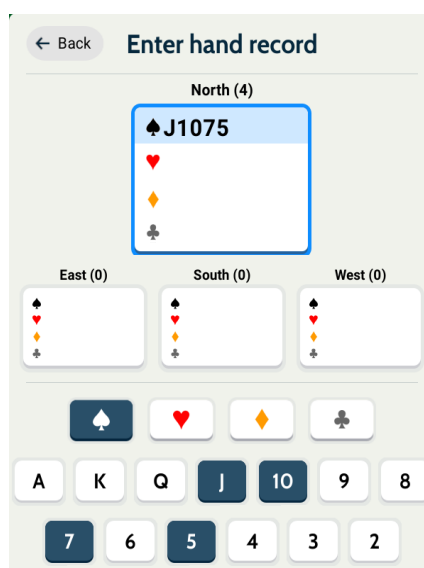 ← Back Enter hand record
North (4)
♠J1075
♥
♦
♣
East (0) South (0) West (0)
♠ ♠ ♠
♥ ♥ ♥
♦ ♦ ♦
♣ ♣ ♣
♠ ♥ ♦ ♣
A K Q J 10 9 8
7 6 5 4 3 2